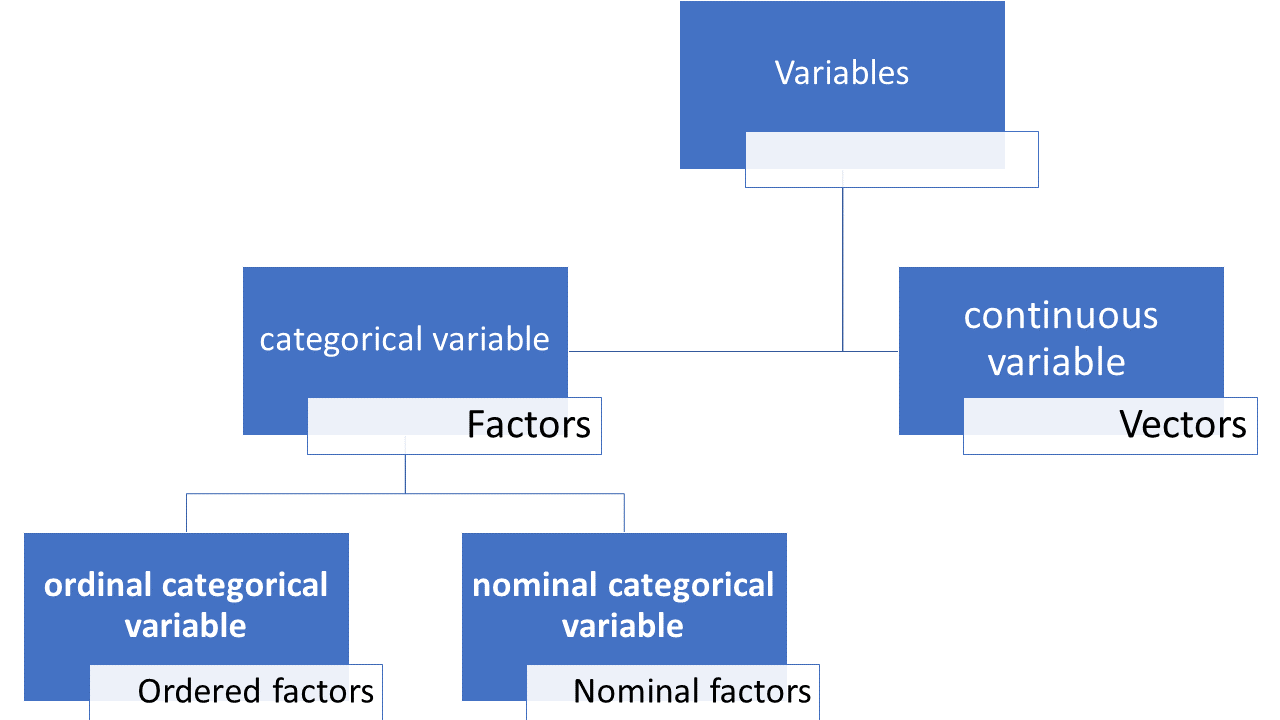 Variables
categorical variable
Factors
continuous
variable
Vectors
ordinal categorical
variable
Ordered factors
nominal categorical
variable
Nominal factors